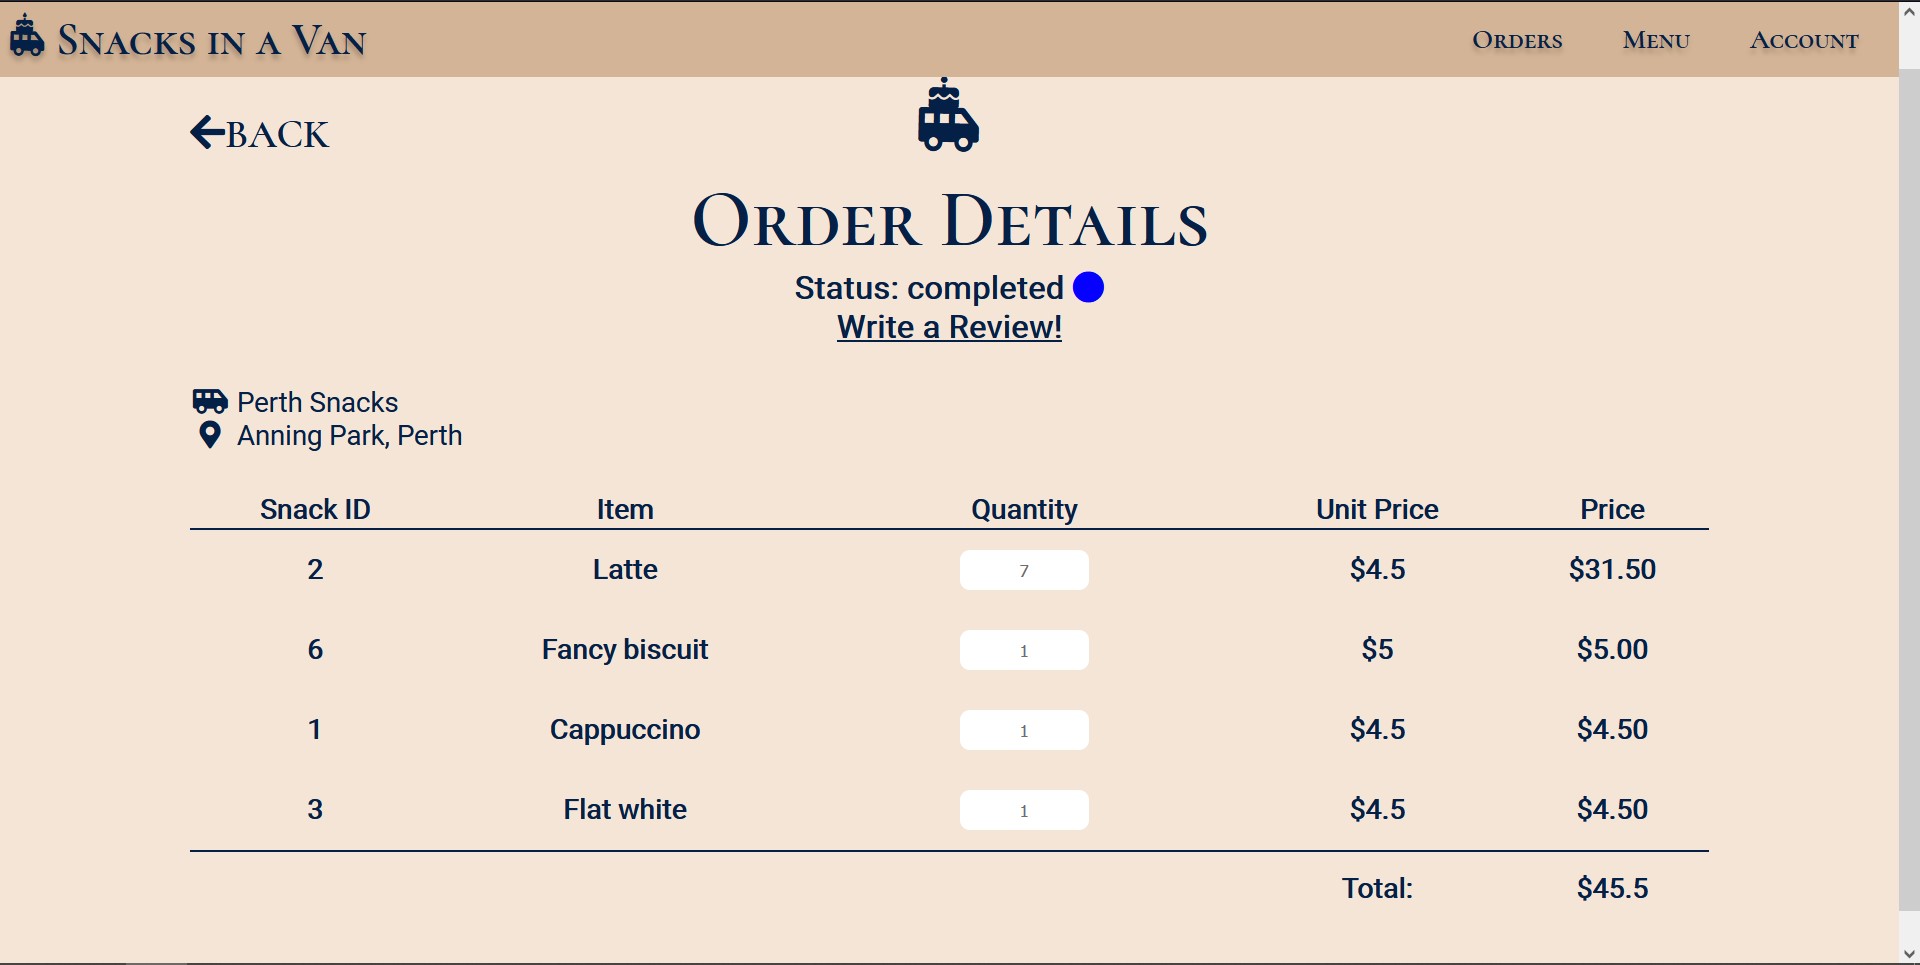 Snacks in a Van Orders Menu Account
BACK
Order Details
Status: completed
Write a Review!
Perth Snacks
Anning Park, Perth
Snack ID Item Quantity Unit Price Price
2 Latte 7 $4.5 $31.50
6 Fancy biscuit 1 $5 $5.00
1 Cappuccino 1 $4.5 $4.50
3 Flat white 1 $4.5 $4.50
Total: $45.5